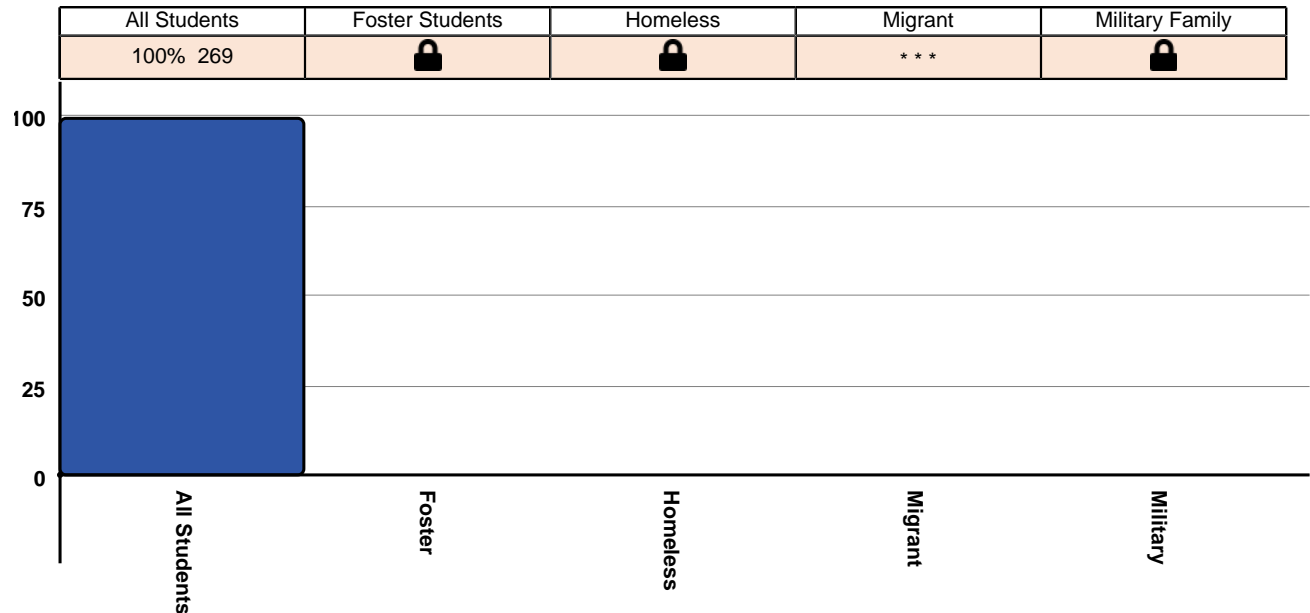 All Students Foster Students Homeless Migrant Military Family
100% 269 * * *
100
75
50
25
0
All Students Foster Homeless Migrant Military